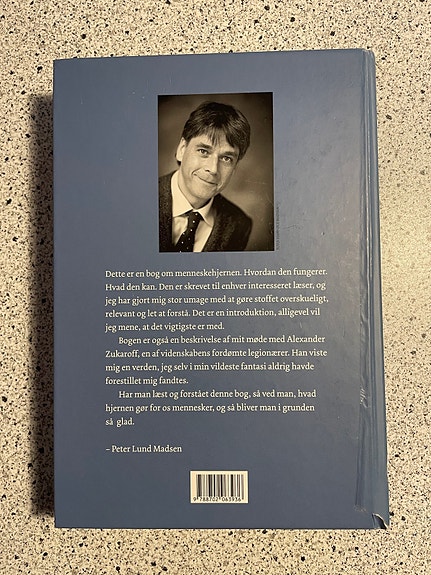 Dette er en bog om menneskehjernen. Hvordan den fungerer.
Hvad den kan. Den er skrevet til enhver interesseret læser, og
jeg har gjort mig stor umage med at gøre stoffet overskueligt,
relevant og let at forstå. Det er en introduktion, alligevel vil
jeg mene, at det vigtigste er med.
Bogen er også en beskrivelse af mit møde med Alexander
Zukaroff, en af videnskabens fordømte legionærer. Han viste
mig en verden, jeg selv i min vildeste fantasi aldrig havde
forestillet mig fandtes.
Har man læst og forstået denne bog, så ved man, hvad
hjernen gør for os mennesker, og så bliver man i grunden
så glad.
– Peter Lund Madsen
9 788702 063936